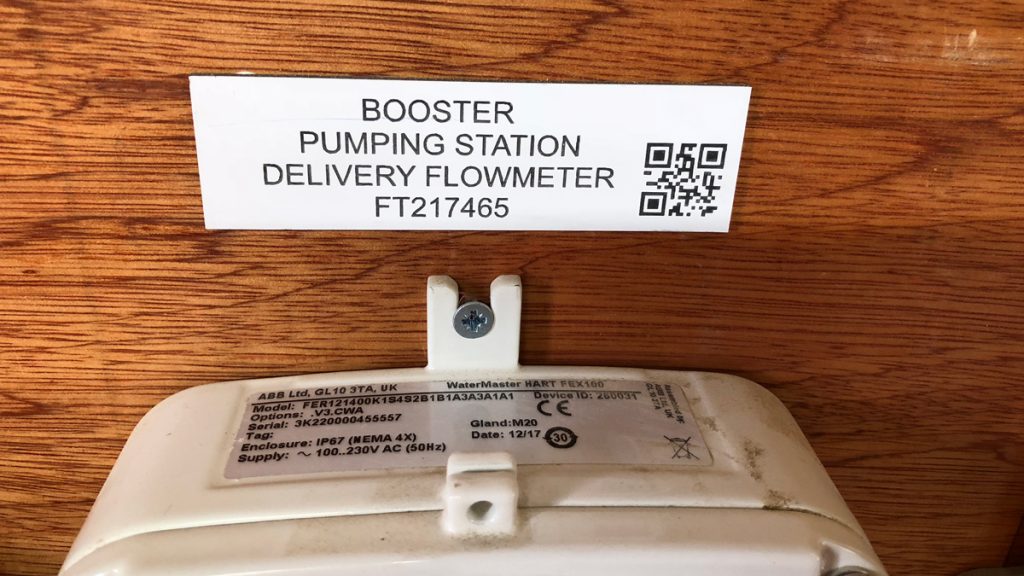 BOOSTER
PUMPING STATION
DELIVERY FLOWMETER
FT217465
ABB Ltd, GL10 3TA, UK WaterMaster HART FEX100
Model: FER121400K1S4S2B1B1A3A3A1A1 Device ID: 260031
Options: .V3.CWA
Serial: 3K220000455557 Gland:M20
Tag: Date: 12/17 30
Enclosure: IP67 (NEMA 4X)
Supply: ~ 100..230V AC (50Hz)